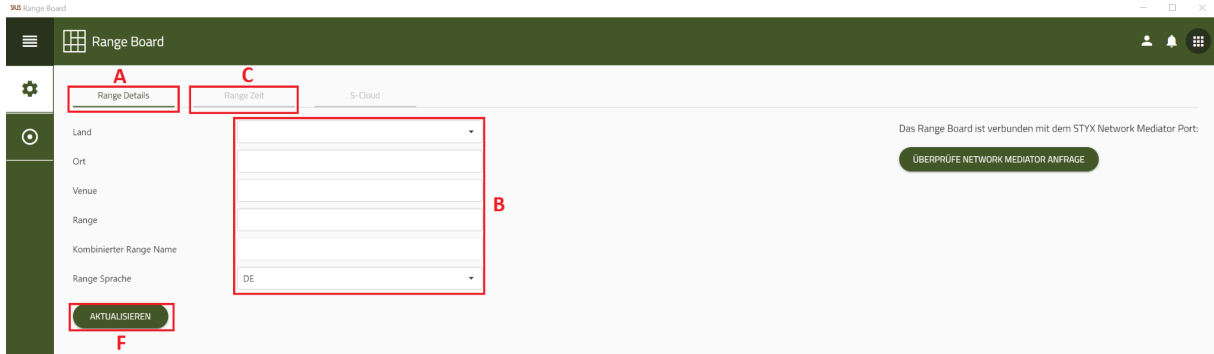 SIUS Range Board
Range Board
A
C
Range Details
Range Zeit
S-Cloud
Land
Das Range Board ist verbunden mit dem STYX Network Mediator Port:
Ort
ÜBERPRÜFE NETWORK MEDIATOR ANFRAGE
Venue
B
Range
Kombinierter Range Name
Range Sprache
DE
AKTUALISIEREN
F